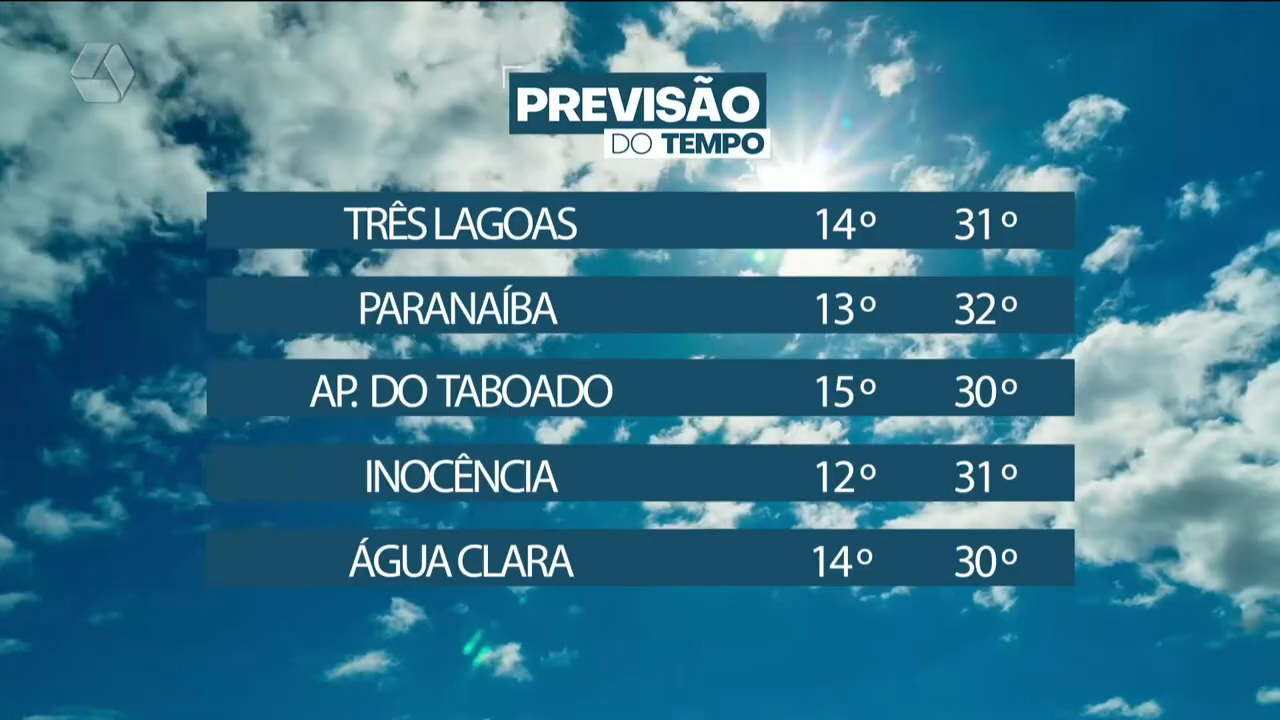 PREVISÃO
DO TEMPO
TRÊS LAGOAS 14º 31º
PARANAÍBA 13º 32º
AP. DO TABOADO 15º 30º
INOCÊNCIA 12º 31º
ÁGUA CLARA 14º 30º